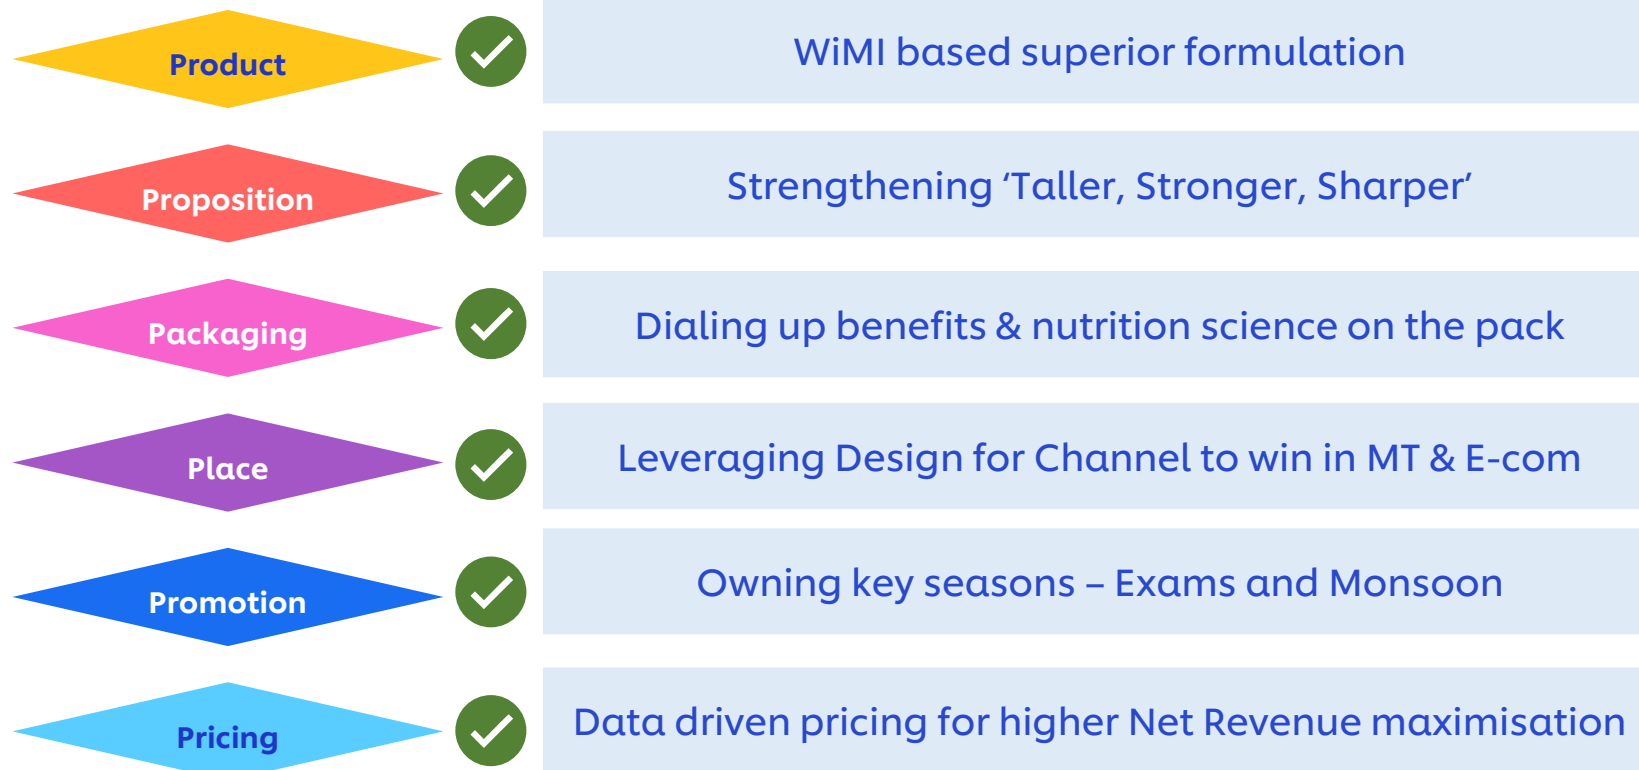 Product
WiMI based superior formulation
Proposition
Strengthening ‘Taller, Stronger, Sharper’
Packaging
Dialing up benefits & nutrition science on the pack
Place
Leveraging Design for Channel to win in MT & E-com
Promotion
Owning key seasons – Exams and Monsoon
Pricing
Data driven pricing for higher Net Revenue maximisation